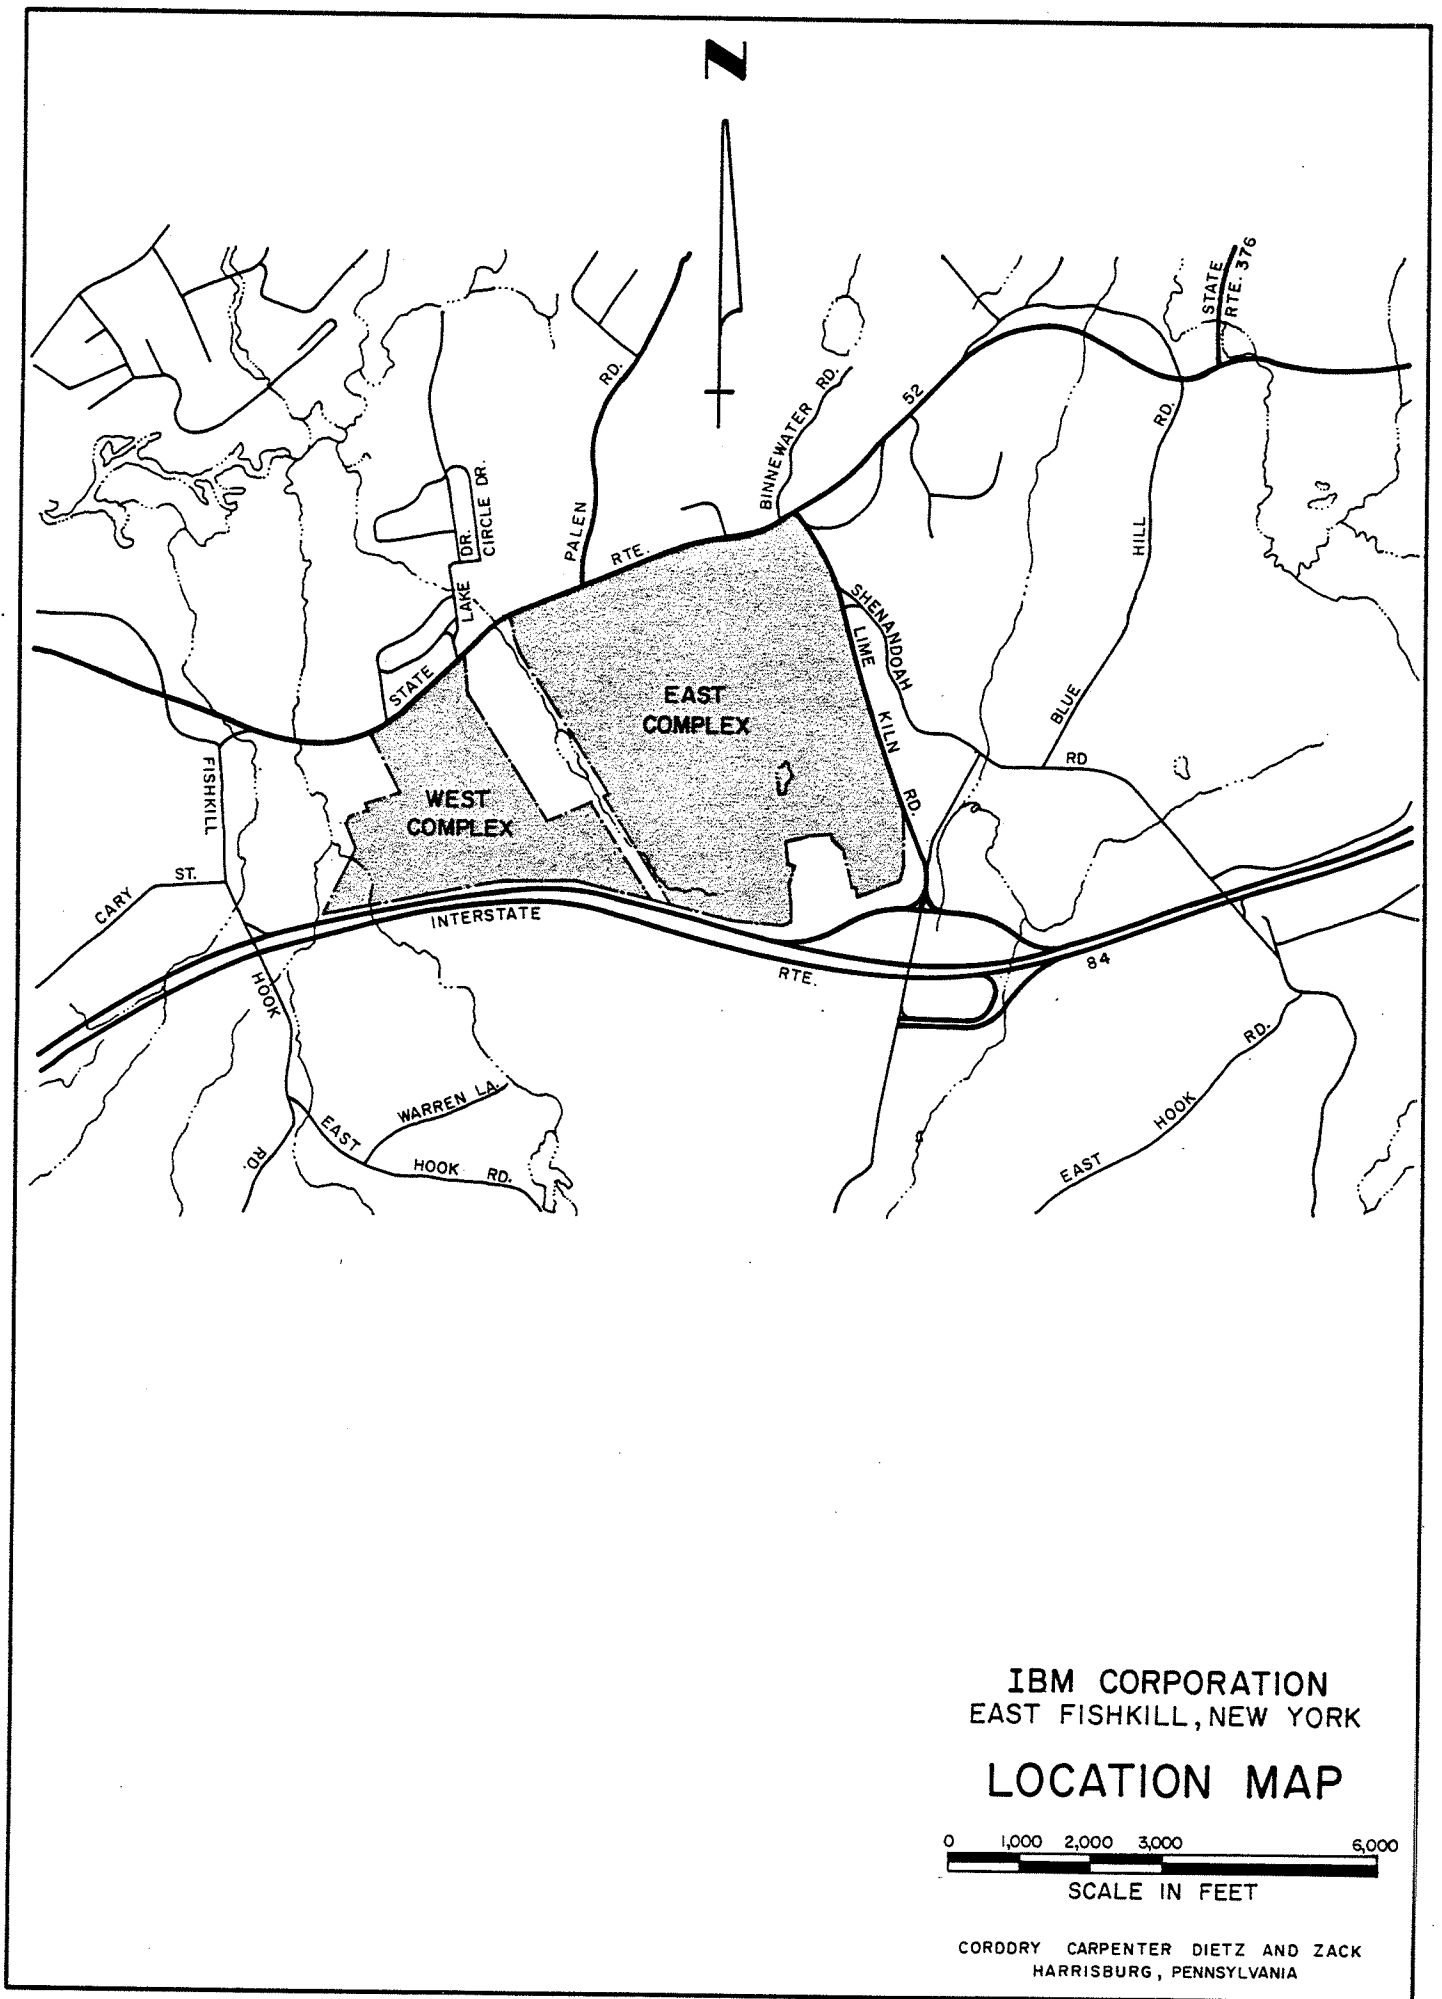 N
STATE
RTE. 376
RD.
BINNEWATER RD.
52
RD.
CIRCLE DR.
DR.
PALEN
HILL
RTE.
LAKE
SHENANDOAH
LIME
STATE
EAST
COMPLEX
BLUE
KILN
RD
FISHKILL
WEST
COMPLEX
RD.
ST.
CARY
INTERSTATE
RTE.
84
HOOK
RD.
WARREN LA.
EAST
HOOK
RD.
HOOK RD.
EAST
IBM CORPORATION
EAST FISHKILL, NEW YORK
LOCATION MAP
0 1,000 2,000 3,000 6,000
SCALE IN FEET
CORDDRY CARPENTER DIETZ AND ZACK
HARRISBURG, PENNSYLVANIA